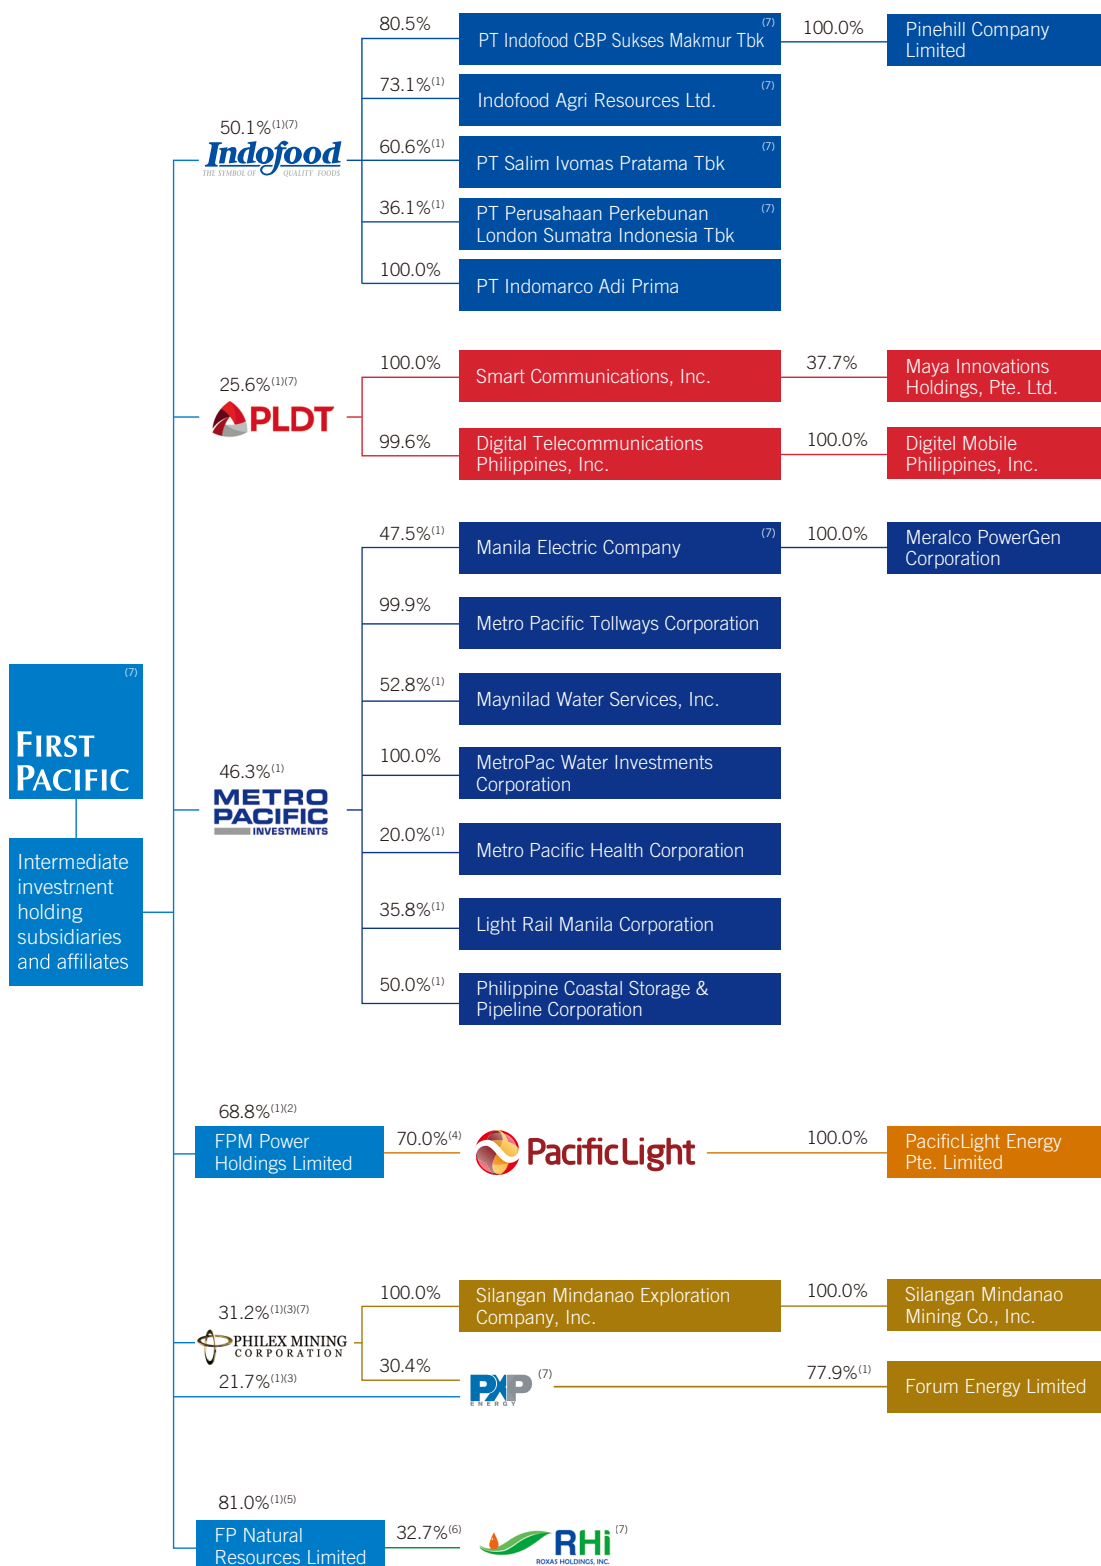 (7)
FIRST
PACIFIC
Intermediate
investment
holding
subsidiaries
and affiliates
50.1%(1)(7)
Indofood
THE SYMBOL OF QUALITY FOODS
80.5%
PT Indofood CBP Sukses Makmur Tbk (7)
100.0%
Pinehill Company
Limited
73.1%(1)
Indofood Agri Resources Ltd. (7)
60.6%(1)
PT Salim Ivomas Pratama Tbk (7)
36.1%(1)
PT Perusahaan Perkebunan (7)
London Sumatra Indonesia Tbk
100.0%
PT Indomarco Adi Prima
25.6%(1)(7)
PLDT
100.0%
Smart Communications, Inc.
37.7%
Maya Innovations
Holdings, Pte. Ltd.
99.6%
Digital Telecommunications
Philippines, Inc.
100.0%
Digitel Mobile
Philippines, Inc.
46.3%(1)
METRO
PACIFIC
INVESTMENTS
47.5%(1)
Manila Electric Company (7)
100.0%
Meralco PowerGen
Corporation
99.9%
Metro Pacific Tollways Corporation
52.8%(1)
Maynilad Water Services, Inc.
100.0%
MetroPac Water Investments
Corporation
20.0%(1)
Metro Pacific Health Corporation
35.8%(1)
Light Rail Manila Corporation
50.0%(1)
Philippine Coastal Storage &
Pipeline Corporation
68.8%(1)(2)
FPM Power
Holdings Limited
70.0%(4)
PacificLight
100.0%
PacificLight Energy
Pte. Limited
31.2%(1)(3)(7)
PHILEX MINING
CORPORATION
100.0%
Silangan Mindanao Exploration
Company, Inc.
100.0%
Silangan Mindanao
Mining Co., Inc.
30.4%
21.7%(1)(3)
PXP (7)
ENERGY
77.9%(1)
Forum Energy Limited
81.0%(1)(5)
FP Natural
Resources Limited
32.7%(6)
RHi (7)
ROXAS HOLDINGS, INC.